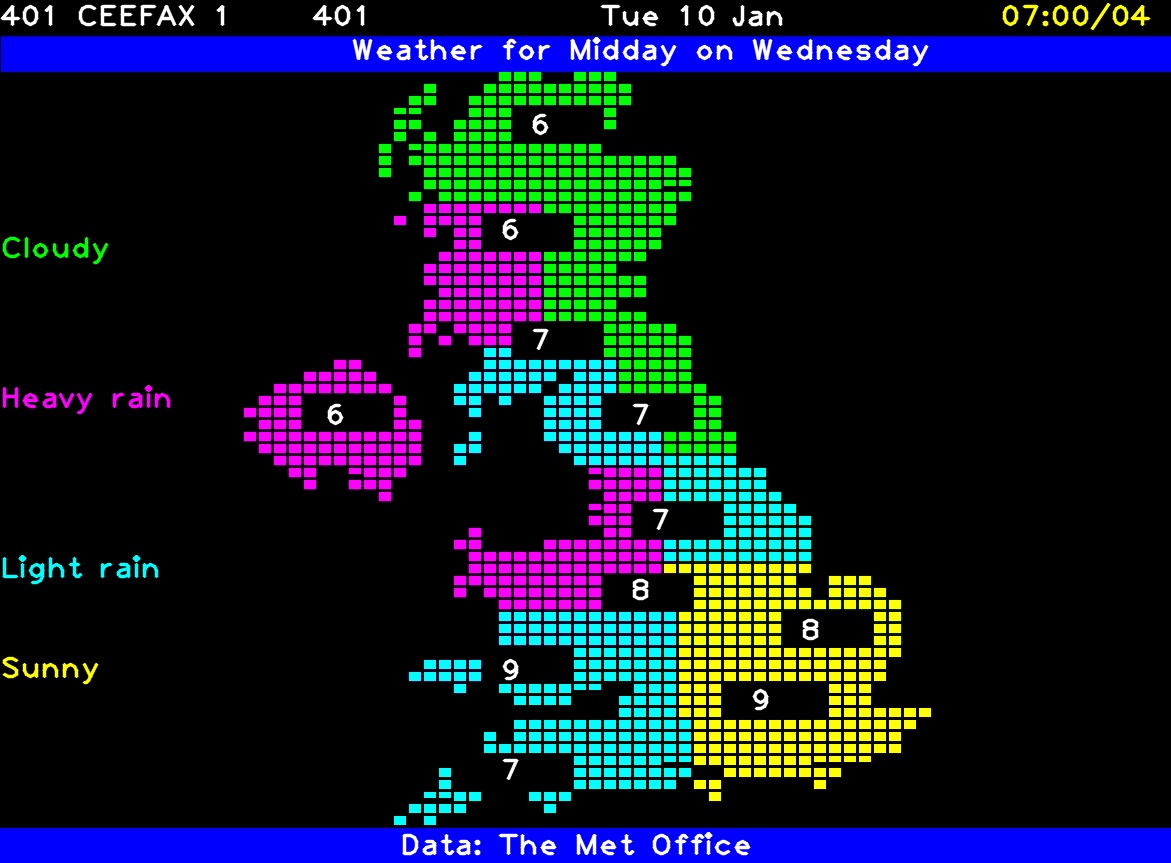 401 CEEFAX 1 401 Tue 10 Jan 07:00/04
Weather for Midday on Wednesday
6
6
Cloudy
7
Heavy rain
6 7
7
Light rain
8
8
Sunny 9
9
7
Data: The Met Office